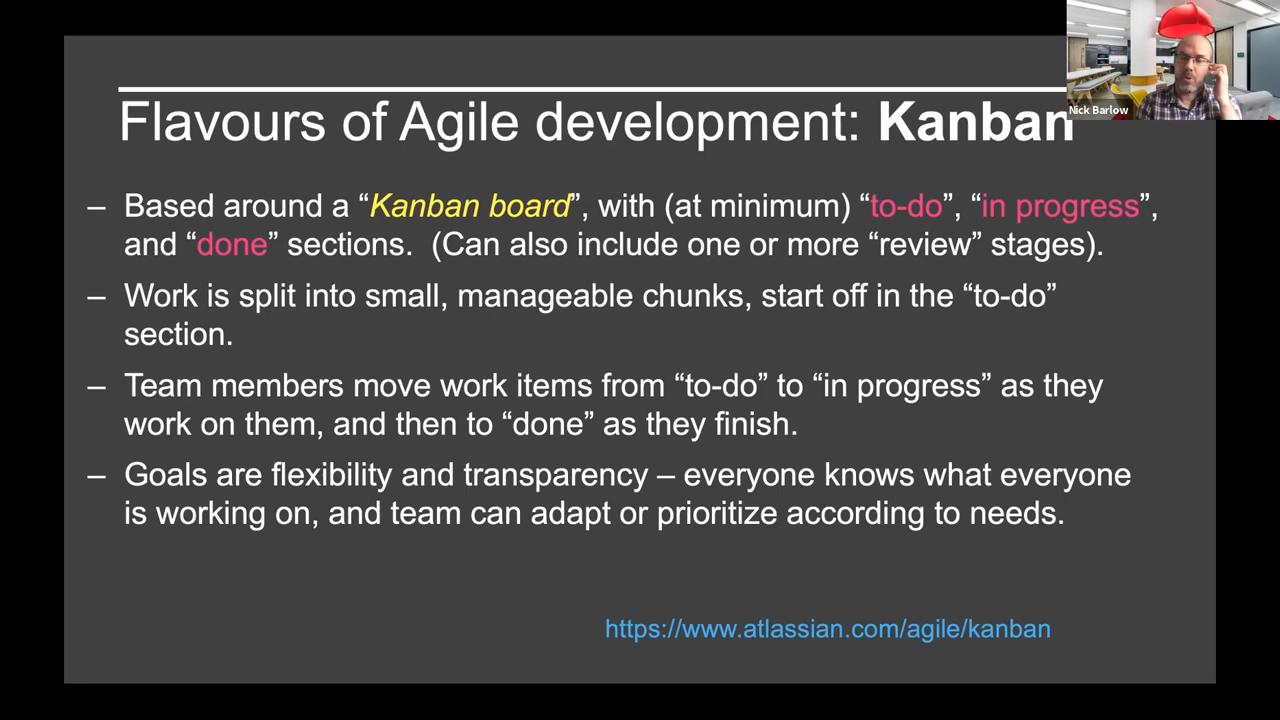 Nick Barlow
Flavours of Agile development: Kanban
– Based around a “Kanban board”, with (at minimum) “to-do”, “in progress”,
and “done” sections.  (Can also include one or more “review” stages).
– Work is split into small, manageable chunks, start off in the “to-do”
section.
– Team members move work items from “to-do” to “in progress” as they
work on them, and then to “done” as they finish.
– Goals are flexibility and transparency – everyone knows what everyone
is working on, and team can adapt or prioritize according to needs.
https://www.atlassian.com/agile/kanban